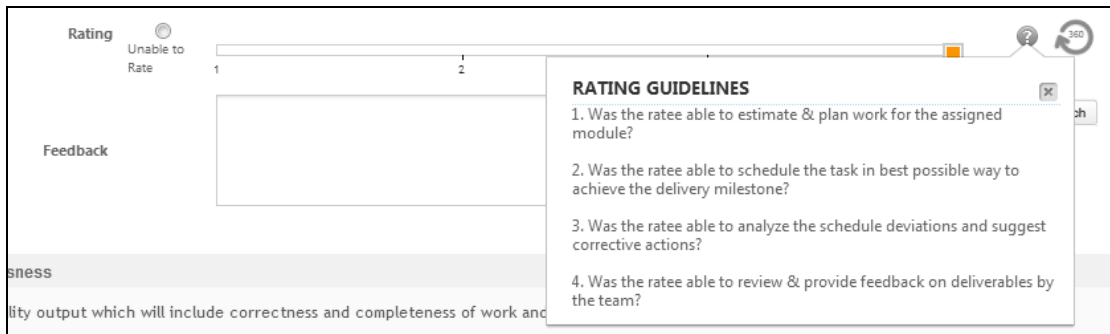 Rating
Unable to
Rate
1
2
360
?
RATING GUIDELINES
1. Was the ratee able to estimate & plan work for the assigned
module?
2. Was the ratee able to schedule the task in best possible way to
achieve the delivery milestone?
3. Was the ratee able to analyze the schedule deviations and suggest
corrective actions?
4. Was the ratee able to review & provide feedback on deliverables by
the team?
Feedback
sness
lity output which will include correctness and completeness of work and